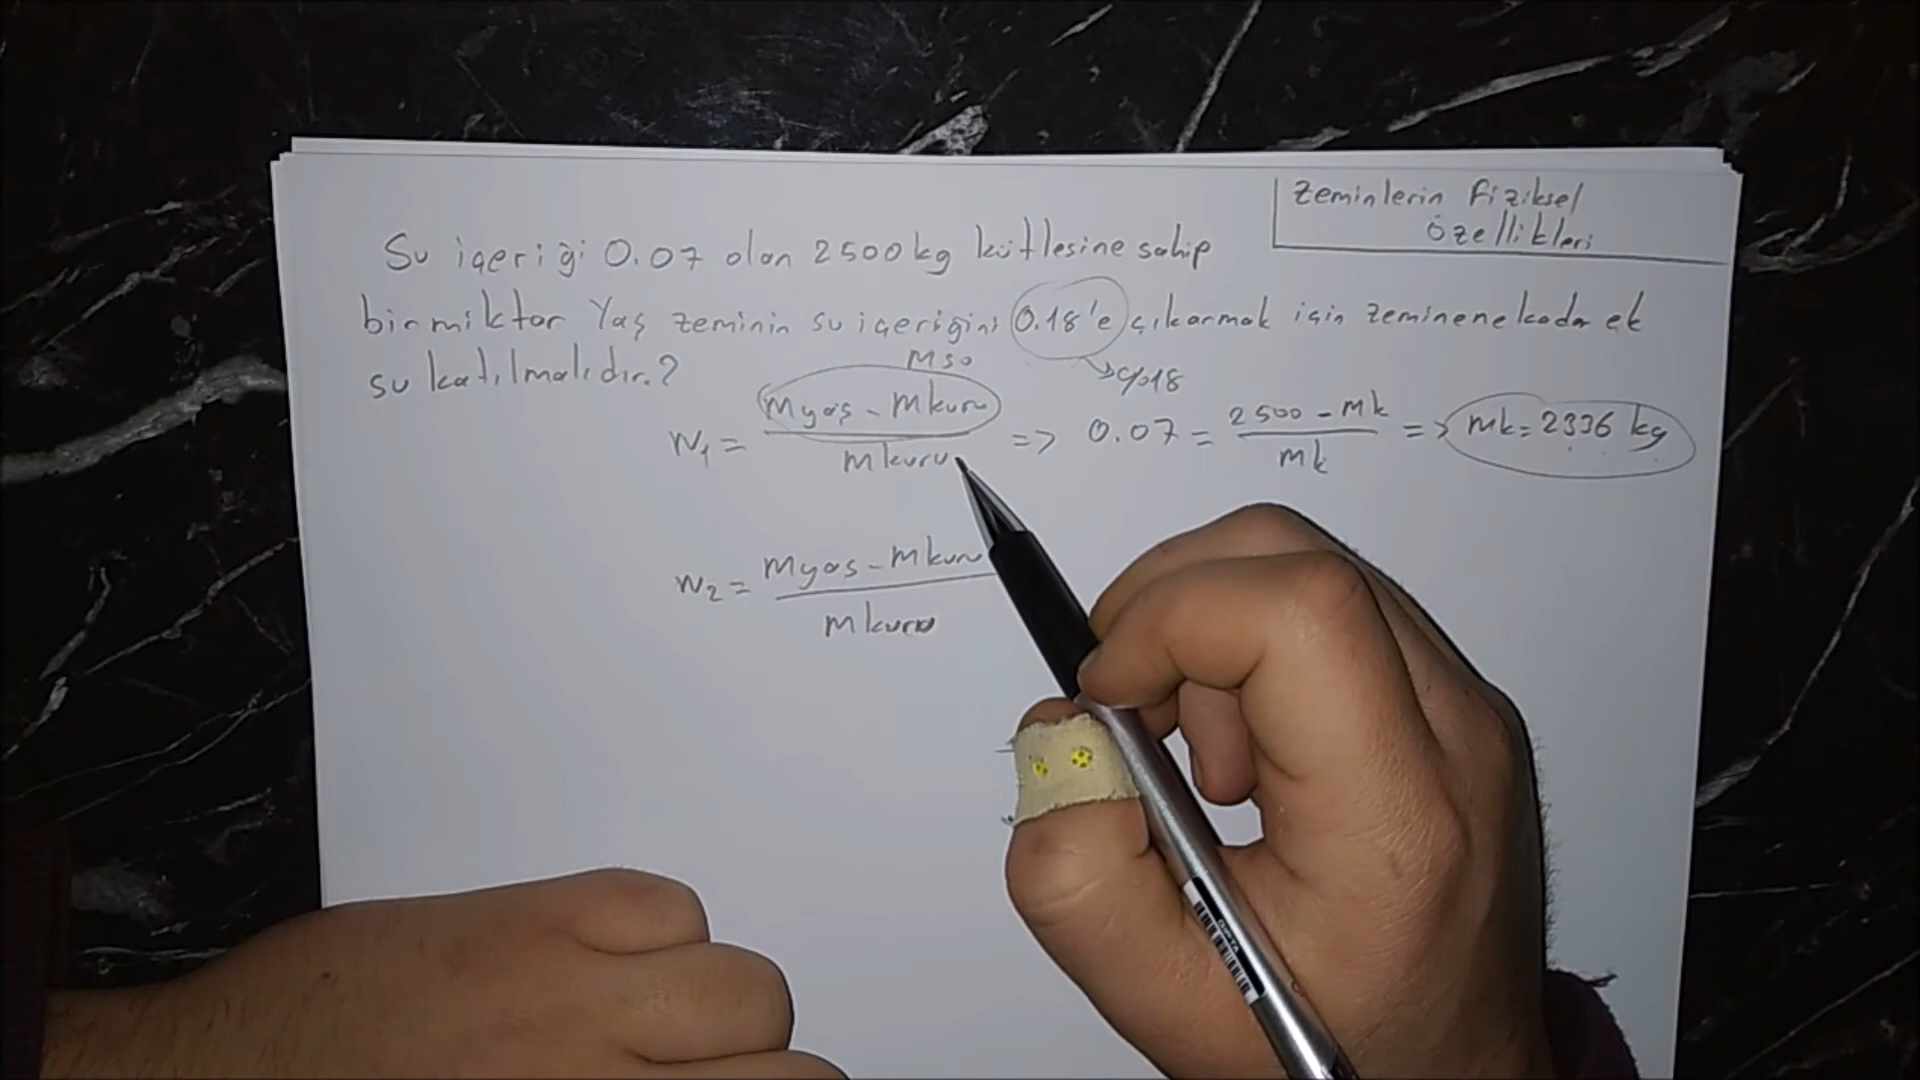 Zeminlerin Fiziksel
Özellikleri
Su içeriği 0.07 olan 2500 kg kütlesine sahip
bir miktar Yaş zeminin su içeriğini 0.18'e çıkarmak için zemine ne kadar ek
su katılmalıdır.?
Msu
%18
W1 = Myaş - Mkuru / Mkuru => 0.07 = 2500 - mk / mk => mk = 2336 kg
W2 = Myaş - Mkuru / Mkuru